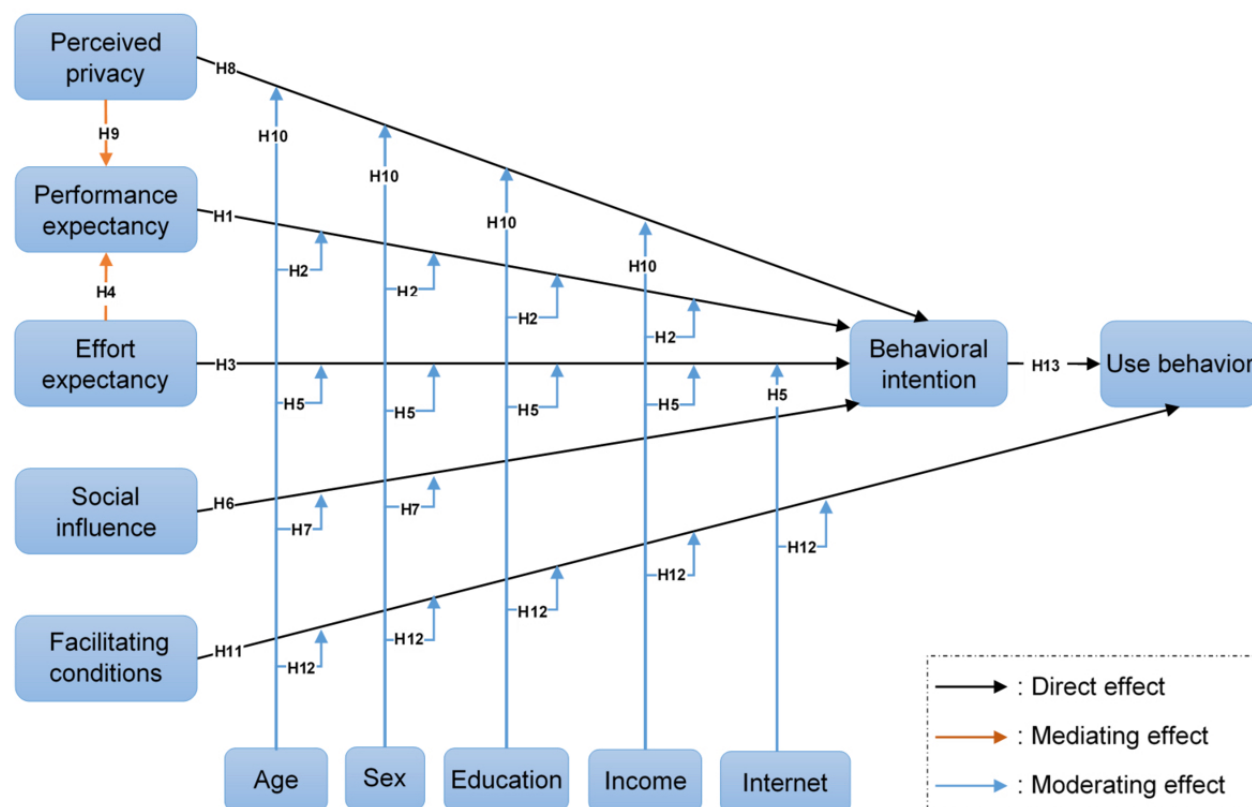 Perceived
privacy
H8
H9
H10
H10
H10
H10
Performance
expectancy
H1
H2
H2
H2
H2
H4
Effort
expectancy
H3
H5
H5
H5
H5
H5
Behavioral
intention
H13
Use behavior
Social
influence
H6
H7
H7
Facilitating
conditions
H11
H12
H12
H12
H12
H12
Age
Sex
Education
Income
Internet
: Direct effect
: Mediating effect
: Moderating effect